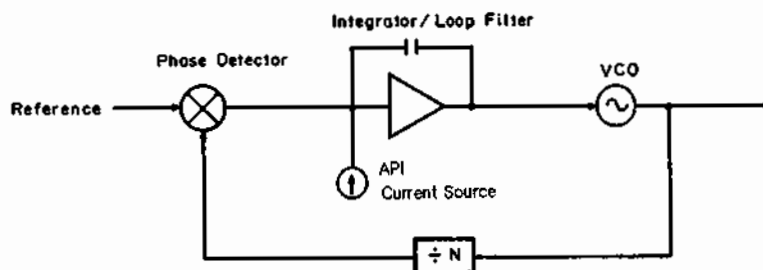 Integrator/ Loop Filter
Phase Detector
VCO
Reference
API
Current Source
÷ N